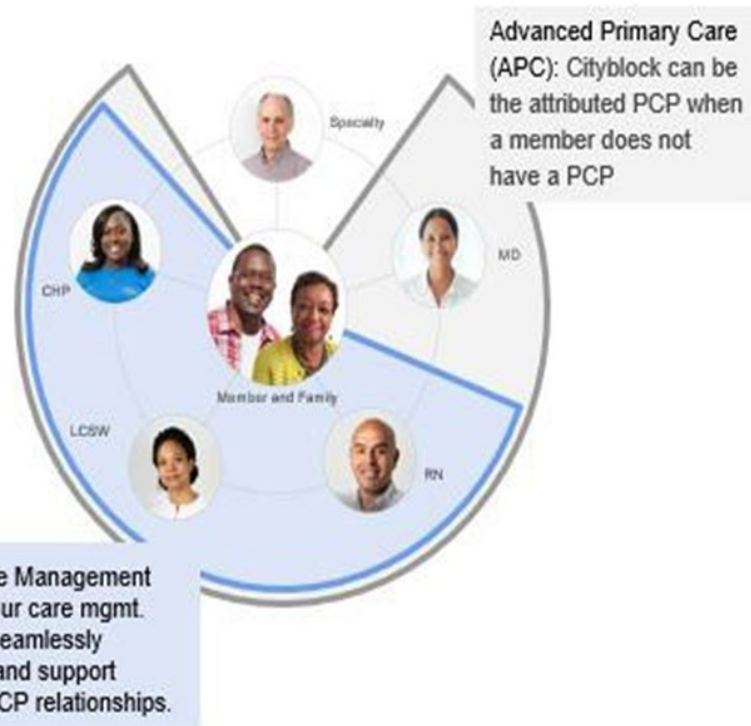 Advanced Primary Care
(APC): Cityblock can be
the attributed PCP when
a member does not
have a PCP
Specialty
MD
CHP
Member and Family
LCSW
RN
e Management
ur care mgmt.
eamlessly
and support
CP relationships.